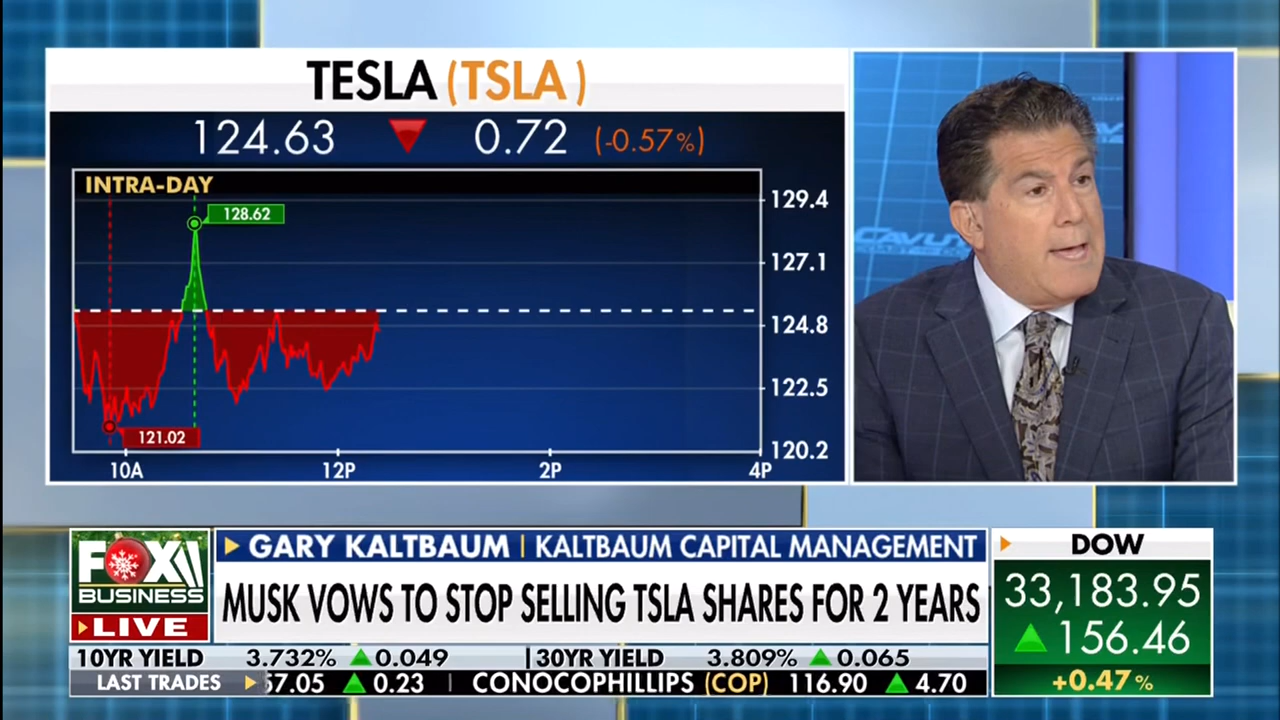 TESLA (TSLA )
124.63 0.72 (-0.57%)
INTRA-DAY
128.62
121.02
129.4
127.1
124.8
122.5
120.2
10A 12P 2P 4P
FOX
BUSINESS
LIVE
GARY KALTBAUM | KALTBAUM CAPITAL MANAGEMENT
MUSK VOWS TO STOP SELLING TSLA SHARES FOR 2 YEARS
DOW
33,183.95
156.46
+0.47%
10YR YIELD 3.732% 0.049 | 30YR YIELD 3.809% 0.065
LAST TRADES 57.05 0.23 | CONOCOPHILLIPS (COP) 116.90 4.70